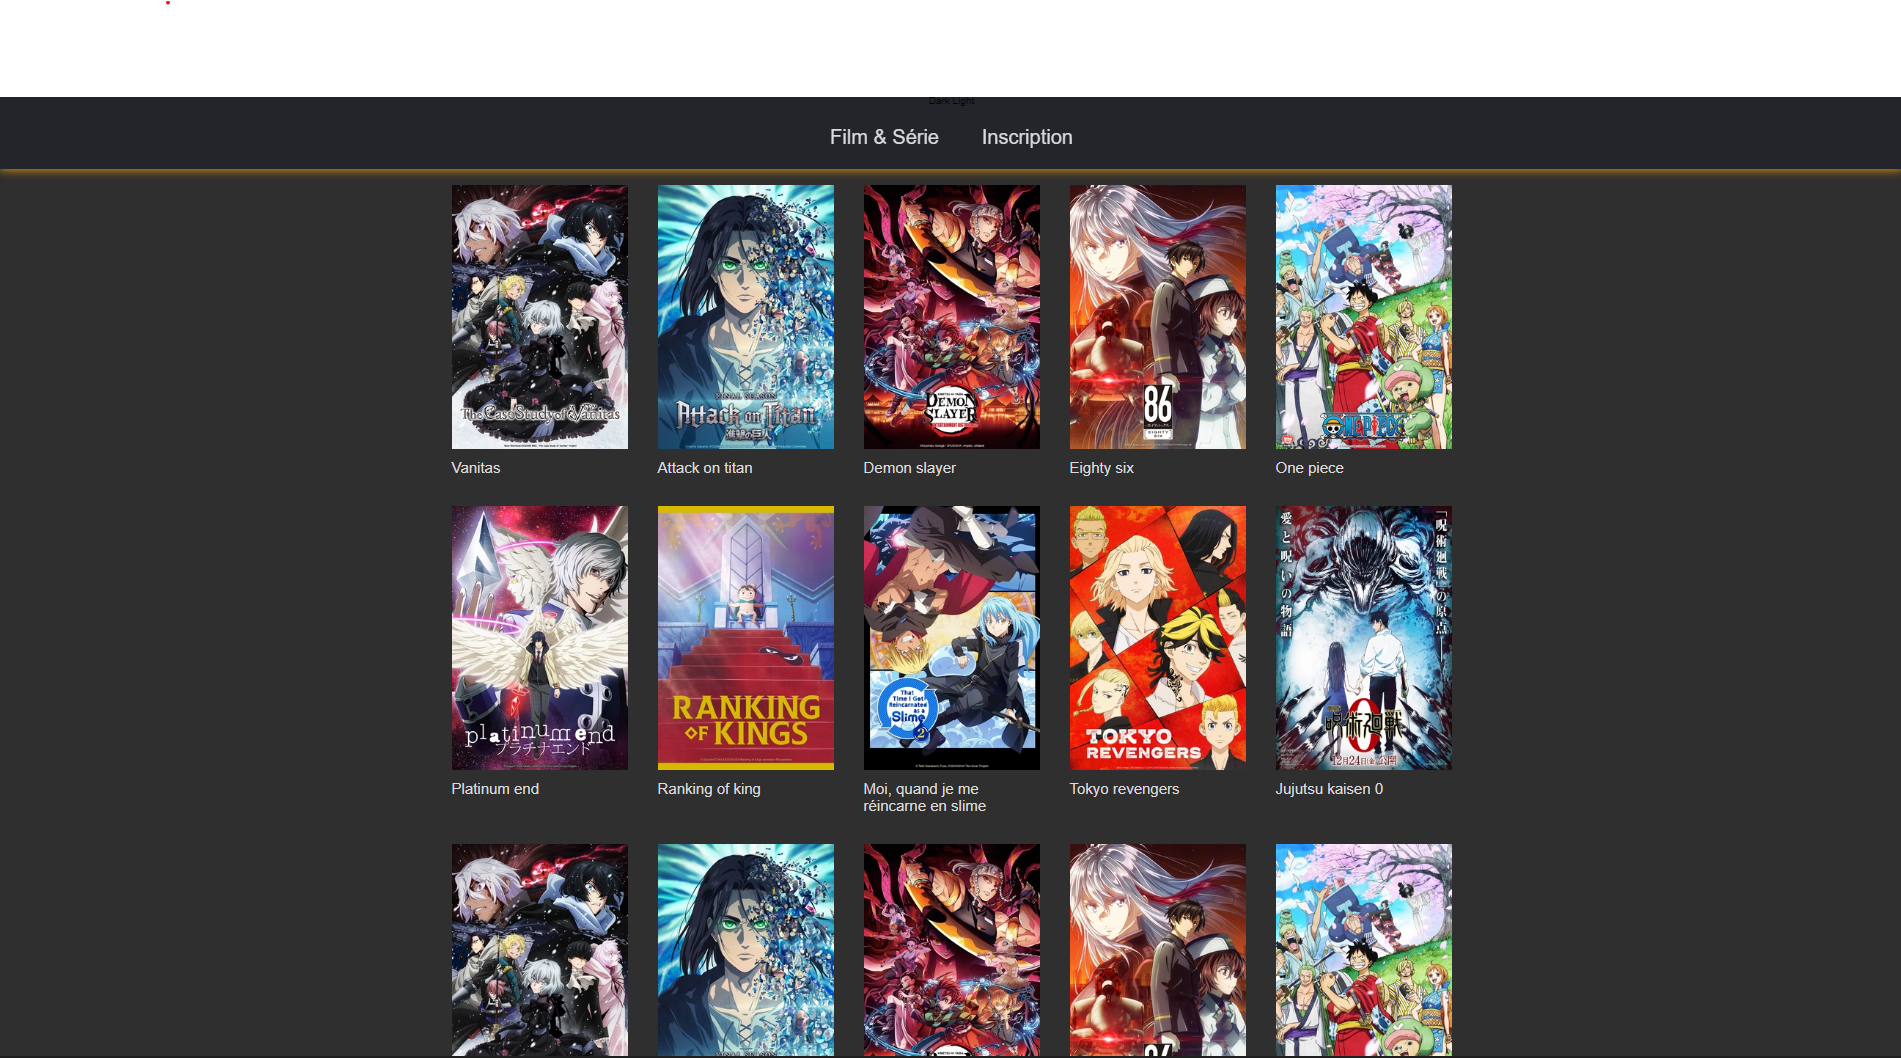 Dark Light
Film & Série
Inscription
The Case Study of Vanitas
FINAL SEASON
Attack on Titan
進撃の巨人
DEMON
SLAYER
86
EIGHTY
SIX
ONE PIECE
Vanitas
Attack on titan
Demon slayer
Eighty six
One piece
platinum end
プラチナエンド
RANKING
OF KINGS
That
Time I Got
Reincarnated
as a
Slime
2
TOKYO
REVENGERS
「呪術廻戦」の原点
愛と呪いの物語
呪術廻戦
0
12月24日(金)公開
Platinum end
Ranking of king
Moi, quand je me
réincarne en slime
Tokyo revengers
Jujutsu kaisen 0